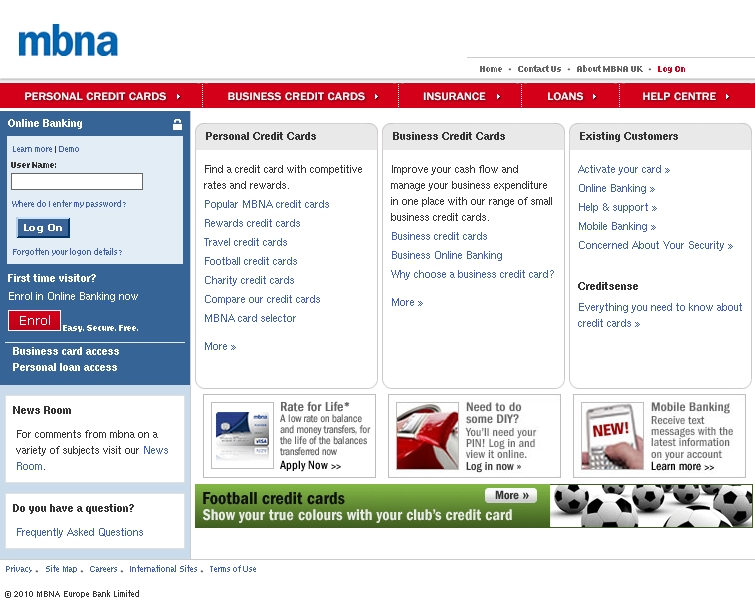 mbna
Home • Contact Us • About MBNA UK • Log On
PERSONAL CREDIT CARDS
BUSINESS CREDIT CARDS
INSURANCE
LOANS
HELP CENTRE
Online Banking
Learn more | Demo
User Name:
Where do I enter my password?
Log On
Forgotten your logon details?
First time visitor?
Enrol in Online Banking now
Enrol Easy. Secure. Free.
Business card access
Personal loan access
News Room
For comments from mbna on a
variety of subjects visit our News
Room.
Do you have a question?
Frequently Asked Questions
Personal Credit Cards
Find a credit card with competitive
rates and rewards.
Popular MBNA credit cards
Rewards credit cards
Travel credit cards
Football credit cards
Charity credit cards
Compare our credit cards
MBNA card selector
More »
Business Credit Cards
Improve your cash flow and
manage your business expenditure
in one place with our range of small
business credit cards.
Business credit cards
Business Online Banking
Why choose a business credit card?
More »
Existing Customers
Activate your card »
Online Banking »
Help & support »
Mobile Banking »
Concerned About Your Security »
Creditsense
Everything you need to know about
credit cards »
mbna
VISA
Rate for Life*
A low rate on balance
and money transfers, for
the life of the balances
transferred now
Apply Now >>
Need to do
some DIY?
You'll need your
PIN! Log in and
view it online.
Log in now »
NEW!
Mobile Banking
Receive text
messages with the
latest information
on your account
Learn more >>
Football credit cards
More »
Show your true colours with your club's credit card
Privacy • Site Map • Careers • International Sites • Terms of Use
© 2010 MBNA Europe Bank Limited